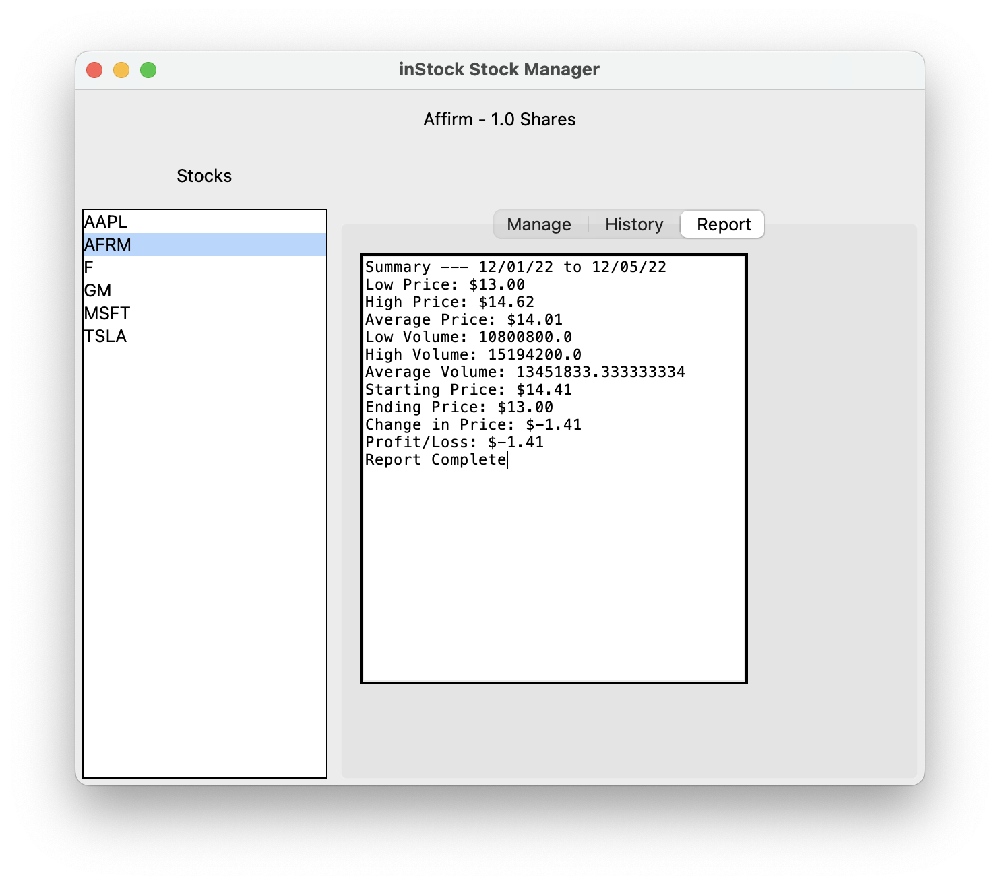 inStock Stock Manager
Affirm - 1.0 Shares
Stocks
AAPL
AFRM
F
GM
MSFT
TSLA
Manage
History
Report
Summary --- 12/01/22 to 12/05/22
Low Price: $13.00
High Price: $14.62
Average Price: $14.01
Low Volume: 10800800.0
High Volume: 15194200.0
Average Volume: 13451833.333333334
Starting Price: $14.41
Ending Price: $13.00
Change in Price: $-1.41
Profit/Loss: $-1.41
Report Complete